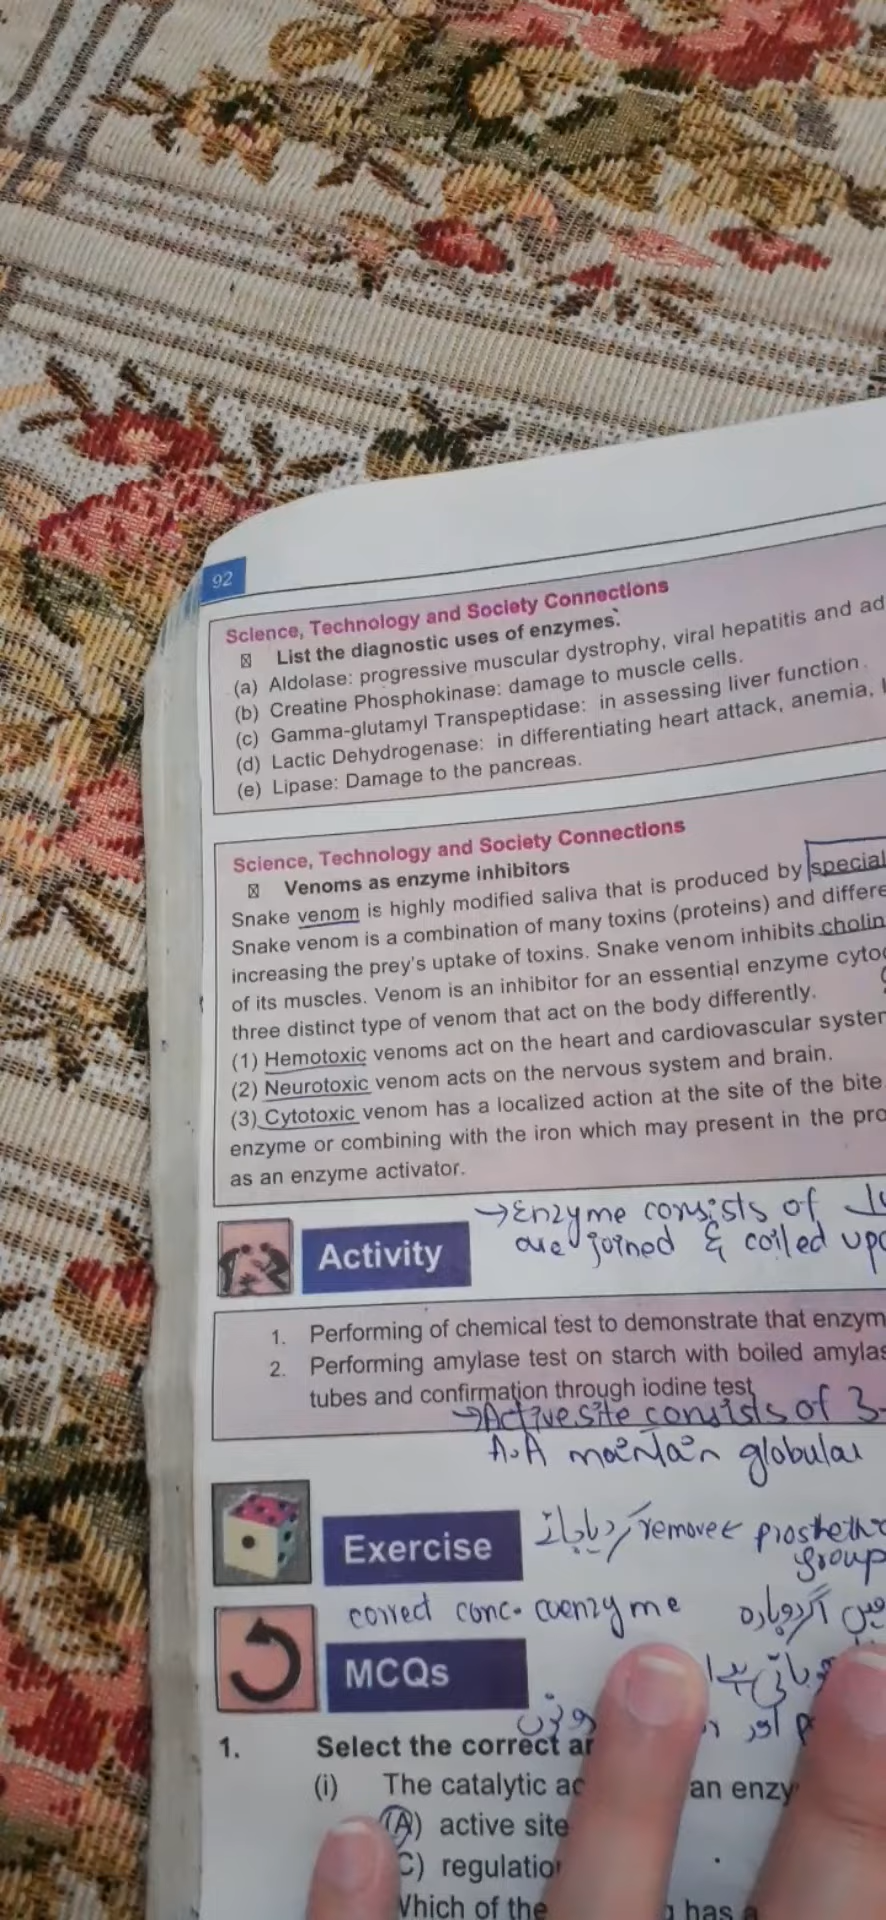 92
Science, Technology and Society Connections
☒ List the diagnostic uses of enzymes.
(a) Aldolase: progressive muscular dystrophy, viral hepatitis and ad
(b) Creatine Phosphokinase: damage to muscle cells.
(c) Gamma-glutamyl Transpeptidase: in assessing liver function.
(d) Lactic Dehydrogenase: in differentiating heart attack, anemia,
(e) Lipase: Damage to the pancreas.
Science, Technology and Society Connections
☒ Venoms as enzyme inhibitors
Snake venom is highly modified saliva that is produced by special
Snake venom is a combination of many toxins (proteins) and differe
increasing the prey's uptake of toxins. Snake venom inhibits cholin
of its muscles. Venom is an inhibitor for an essential enzyme cyto
three distinct type of venom that act on the body differently.
(1) Hemotoxic venoms act on the heart and cardiovascular system
(2) Neurotoxic venom acts on the nervous system and brain.
(3) Cytotoxic venom has a localized action at the site of the bite
enzyme or combining with the iron which may present in the pro
as an enzyme activator.
→Enzyme consists of
are joined & coiled upo
Activity
1. Performing of chemical test to demonstrate that enzym
2. Performing amylase test on starch with boiled amylas
tubes and confirmation through iodine test
→Active site consists of 3-
A.A maintain globular
Exercise
remove prosthetic
group
correct conc. coenzyme
MCQs
1. Select the correct an
(i) The catalytic ac an enzy
(A) active site
C) regulation
Which of the has a